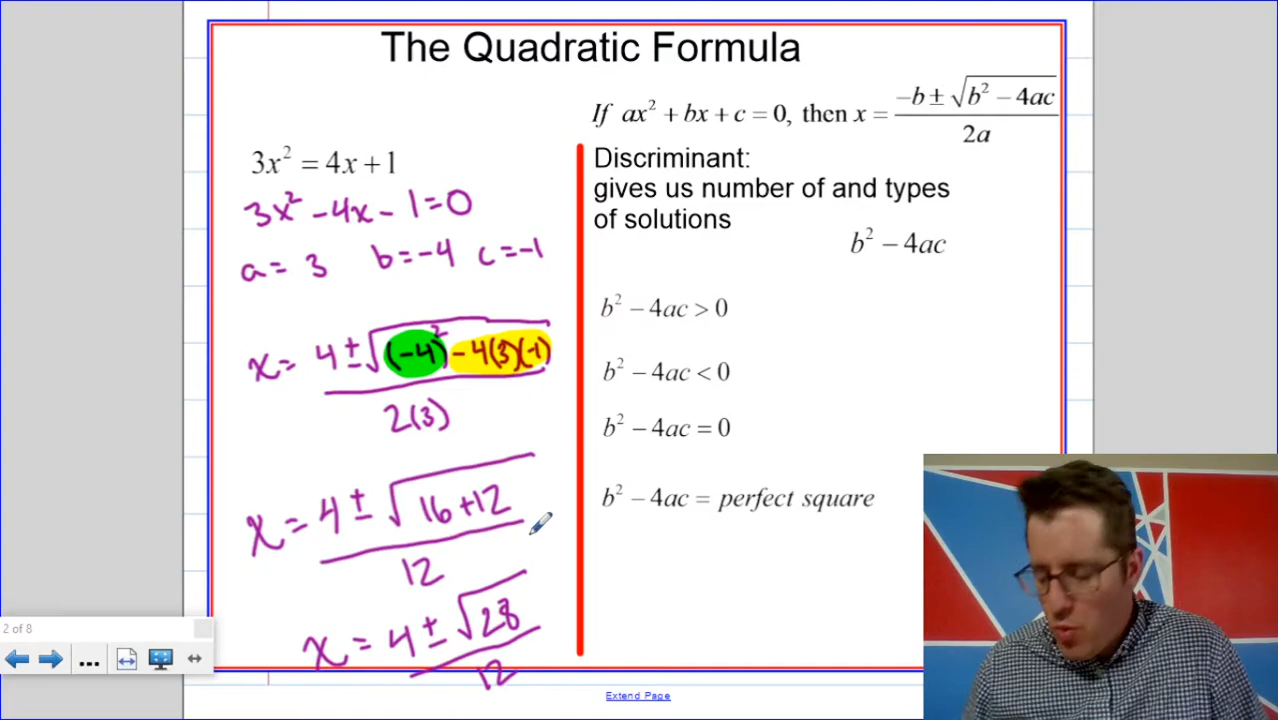 The Quadratic Formula
If ax² + bx + c = 0, then x = (-b ± √(b² - 4ac)) / 2a
3x² = 4x + 1
3x² - 4x - 1 = 0
a = 3 b = -4 c = -1
x = (4 ± √((-4)² - 4(3)(-1))) / 2(3)
x = (4 ± √(16+12)) / 12
x = (4 ± √28) / 12
Discriminant:
gives us number of and types
of solutions
b² - 4ac
b² - 4ac > 0
b² - 4ac < 0
b² - 4ac = 0
b² - 4ac = perfect square
2 of 8
Extend Page